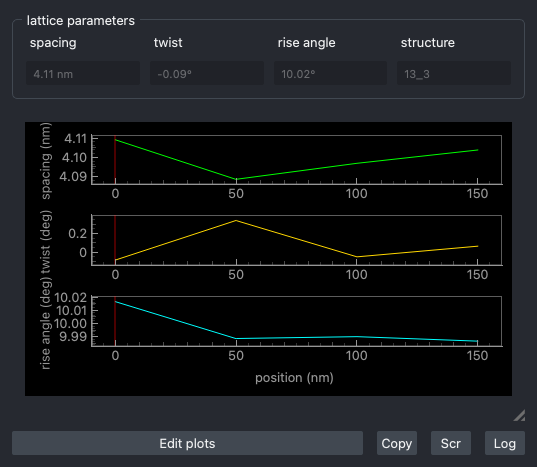 lattice parameters
spacing twist rise angle structure
4.11 nm -0.09° 10.02° 13_3
spacing (nm)
4.11
4.10
4.09
0 50 100 150
twist (deg)
0.2
0
0 50 100 150
rise angle (deg)
10.02
10.01
10.00
9.99
0 50 100 150
position (nm)
Edit plots Copy Scr Log